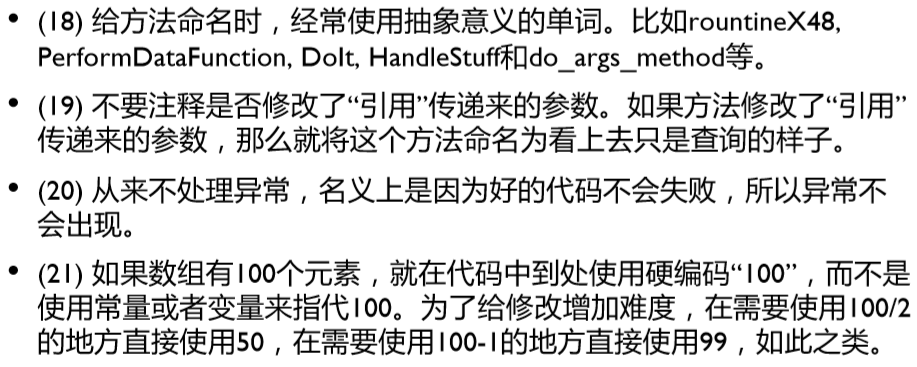 • (18) 给方法命名时，经常使用抽象意义的单词。比如rountineX48,
PerformDataFunction, DoIt, HandleStuff和do_args_method等。
• (19) 不要注释是否修改了“引用”传递来的参数。如果方法修改了“引用”
传递来的参数，那么就将这个方法命名为看上去只是查询的样子。
• (20) 从来不处理异常，名义上是因为好的代码不会失败，所以异常不
会出现。
• (21) 如果数组有100个元素，就在代码中到处使用硬编码“100”，而不是
使用常量或者变量来指代100。为了给修改增加难度，在需要使用100/2
的地方直接使用50，在需要使用100-1的地方直接使用99，如此之类。